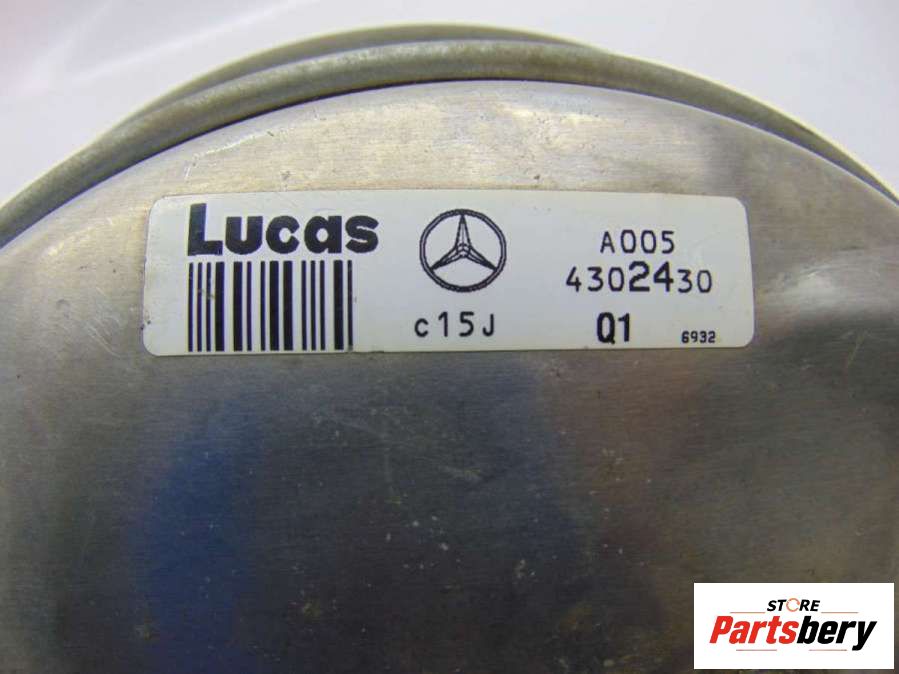 Lucas
A005
4302430
c15J
Q1
6932
STORE
Partsbery